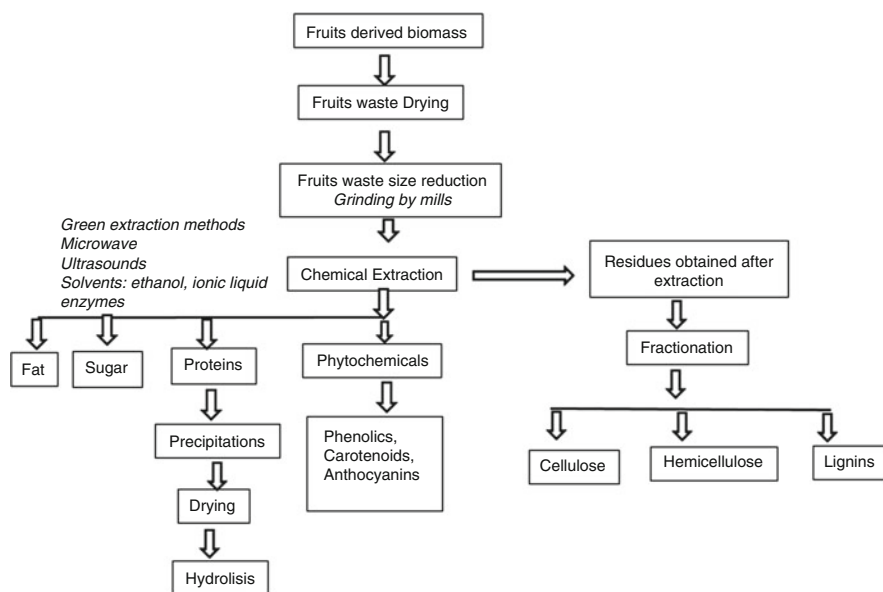 Fruits derived biomass
Fruits waste Drying
Fruits waste size reduction
Grinding by mills
Green extraction methods
Microwave
Ultrasounds
Solvents: ethanol, ionic liquid
enzymes
Chemical Extraction
Residues obtained after
extraction
Fat
Sugar
Proteins
Phytochemicals
Fractionation
Precipitations
Phenolics,
Carotenoids,
Anthocyanins
Cellulose
Hemicellulose
Lignins
Drying
Hydrolisis